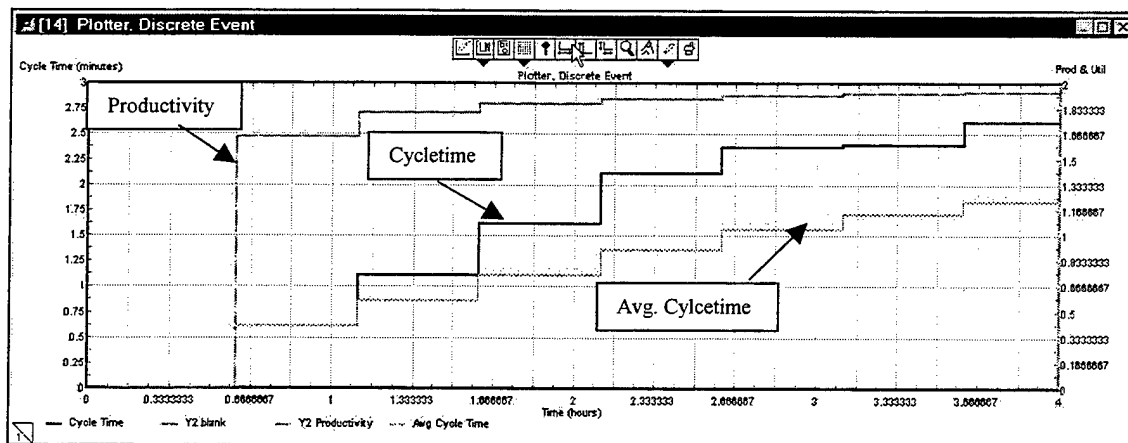 [14] Plotter, Discrete Event
Plotter, Discrete Event
Cycle Time (minutes)
Prod & Util
3
2.75
2.5
2.25
2
1.75
1.5
1.25
1
0.75
0.5
0.25
0
2
1.833333
1.666667
1.5
1.333333
1.166667
1
0.8333333
0.6666667
0.5
0.3333333
0.1666667
0
Productivity
Cycletime
Avg. Cylcetime
0 0.3333333 0.6666667 1 1.333333 1.666667 2 2.333333 2.666667 3 3.333333 3.666667 4
Time (hours)
Cycle Time Y2 blank Y2 Productivity Avg Cycle Time
1